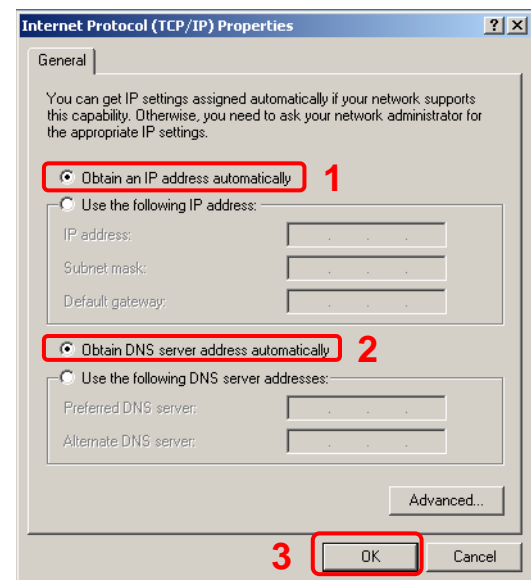 Internet Protocol (TCP/IP) Properties ? X
General
You can get IP settings assigned automatically if your network supports
this capability. Otherwise, you need to ask your network administrator for
the appropriate IP settings.
Obtain an IP address automatically 1
Use the following IP address:
IP address: . . .
Subnet mask: . . .
Default gateway: . . .
Obtain DNS server address automatically 2
Use the following DNS server addresses:
Preferred DNS server: . . .
Alternate DNS server: . . .
Advanced...
3 OK Cancel